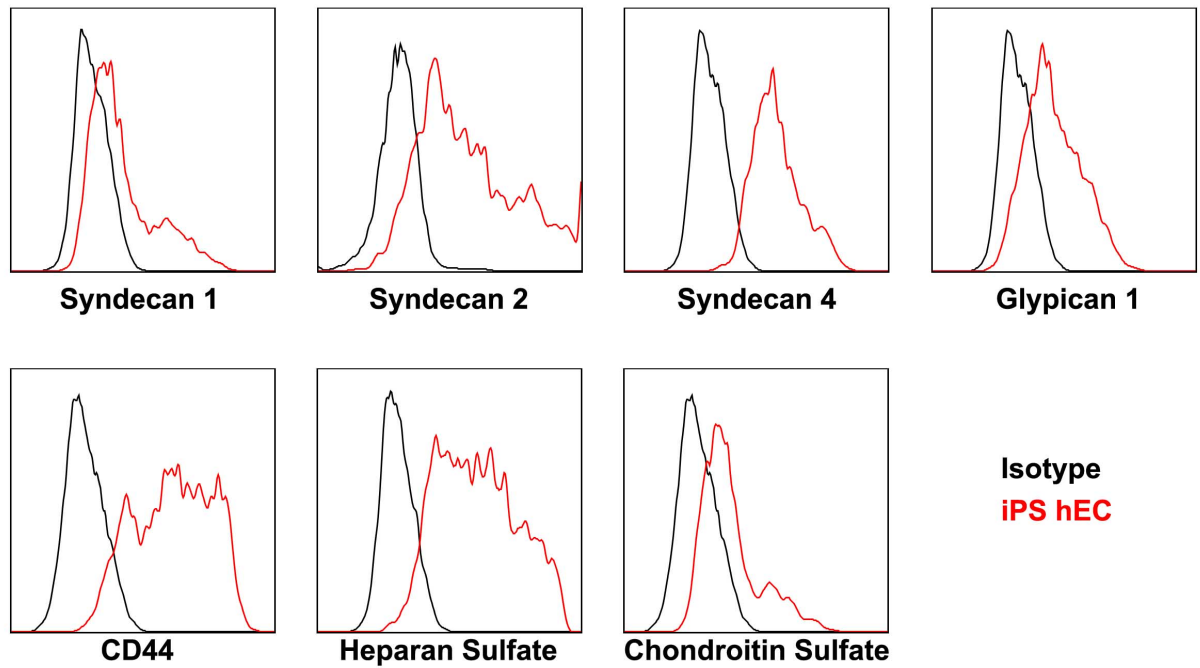 Syndecan 1
Syndecan 2
Syndecan 4
Glypican 1
CD44
Heparan Sulfate
Chondroitin Sulfate
Isotype
iPS hEC